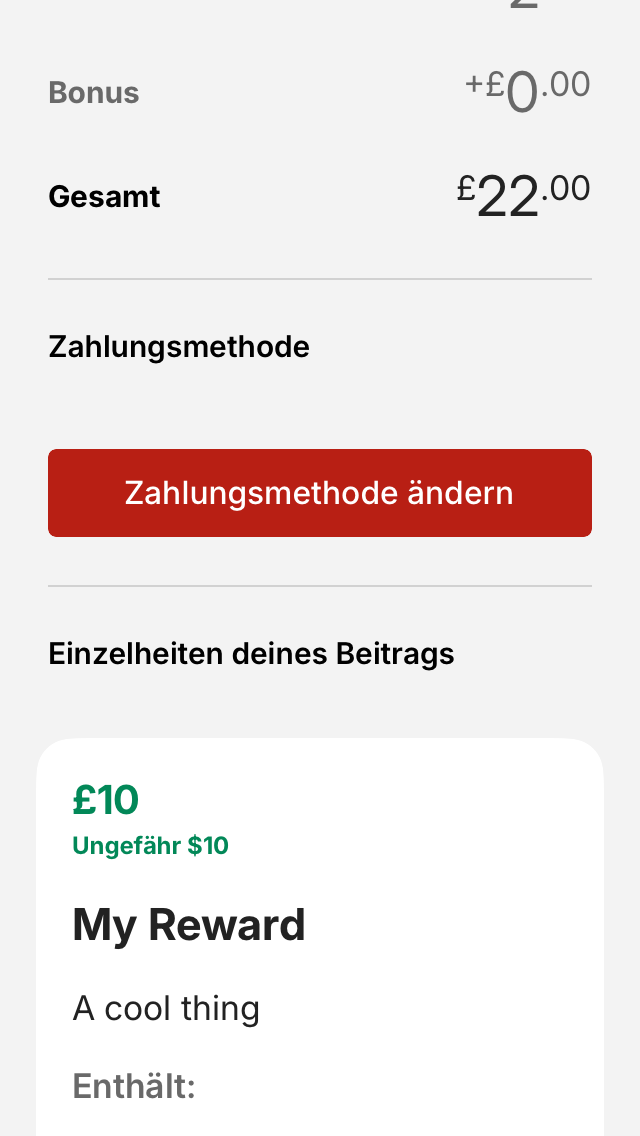 Bonus
+£0.00
Gesamt
£22.00
Zahlungsmethode
Zahlungsmethode ändern
Einzelheiten deines Beitrags
£10
Ungefähr $10
My Reward
A cool thing
Enthält: